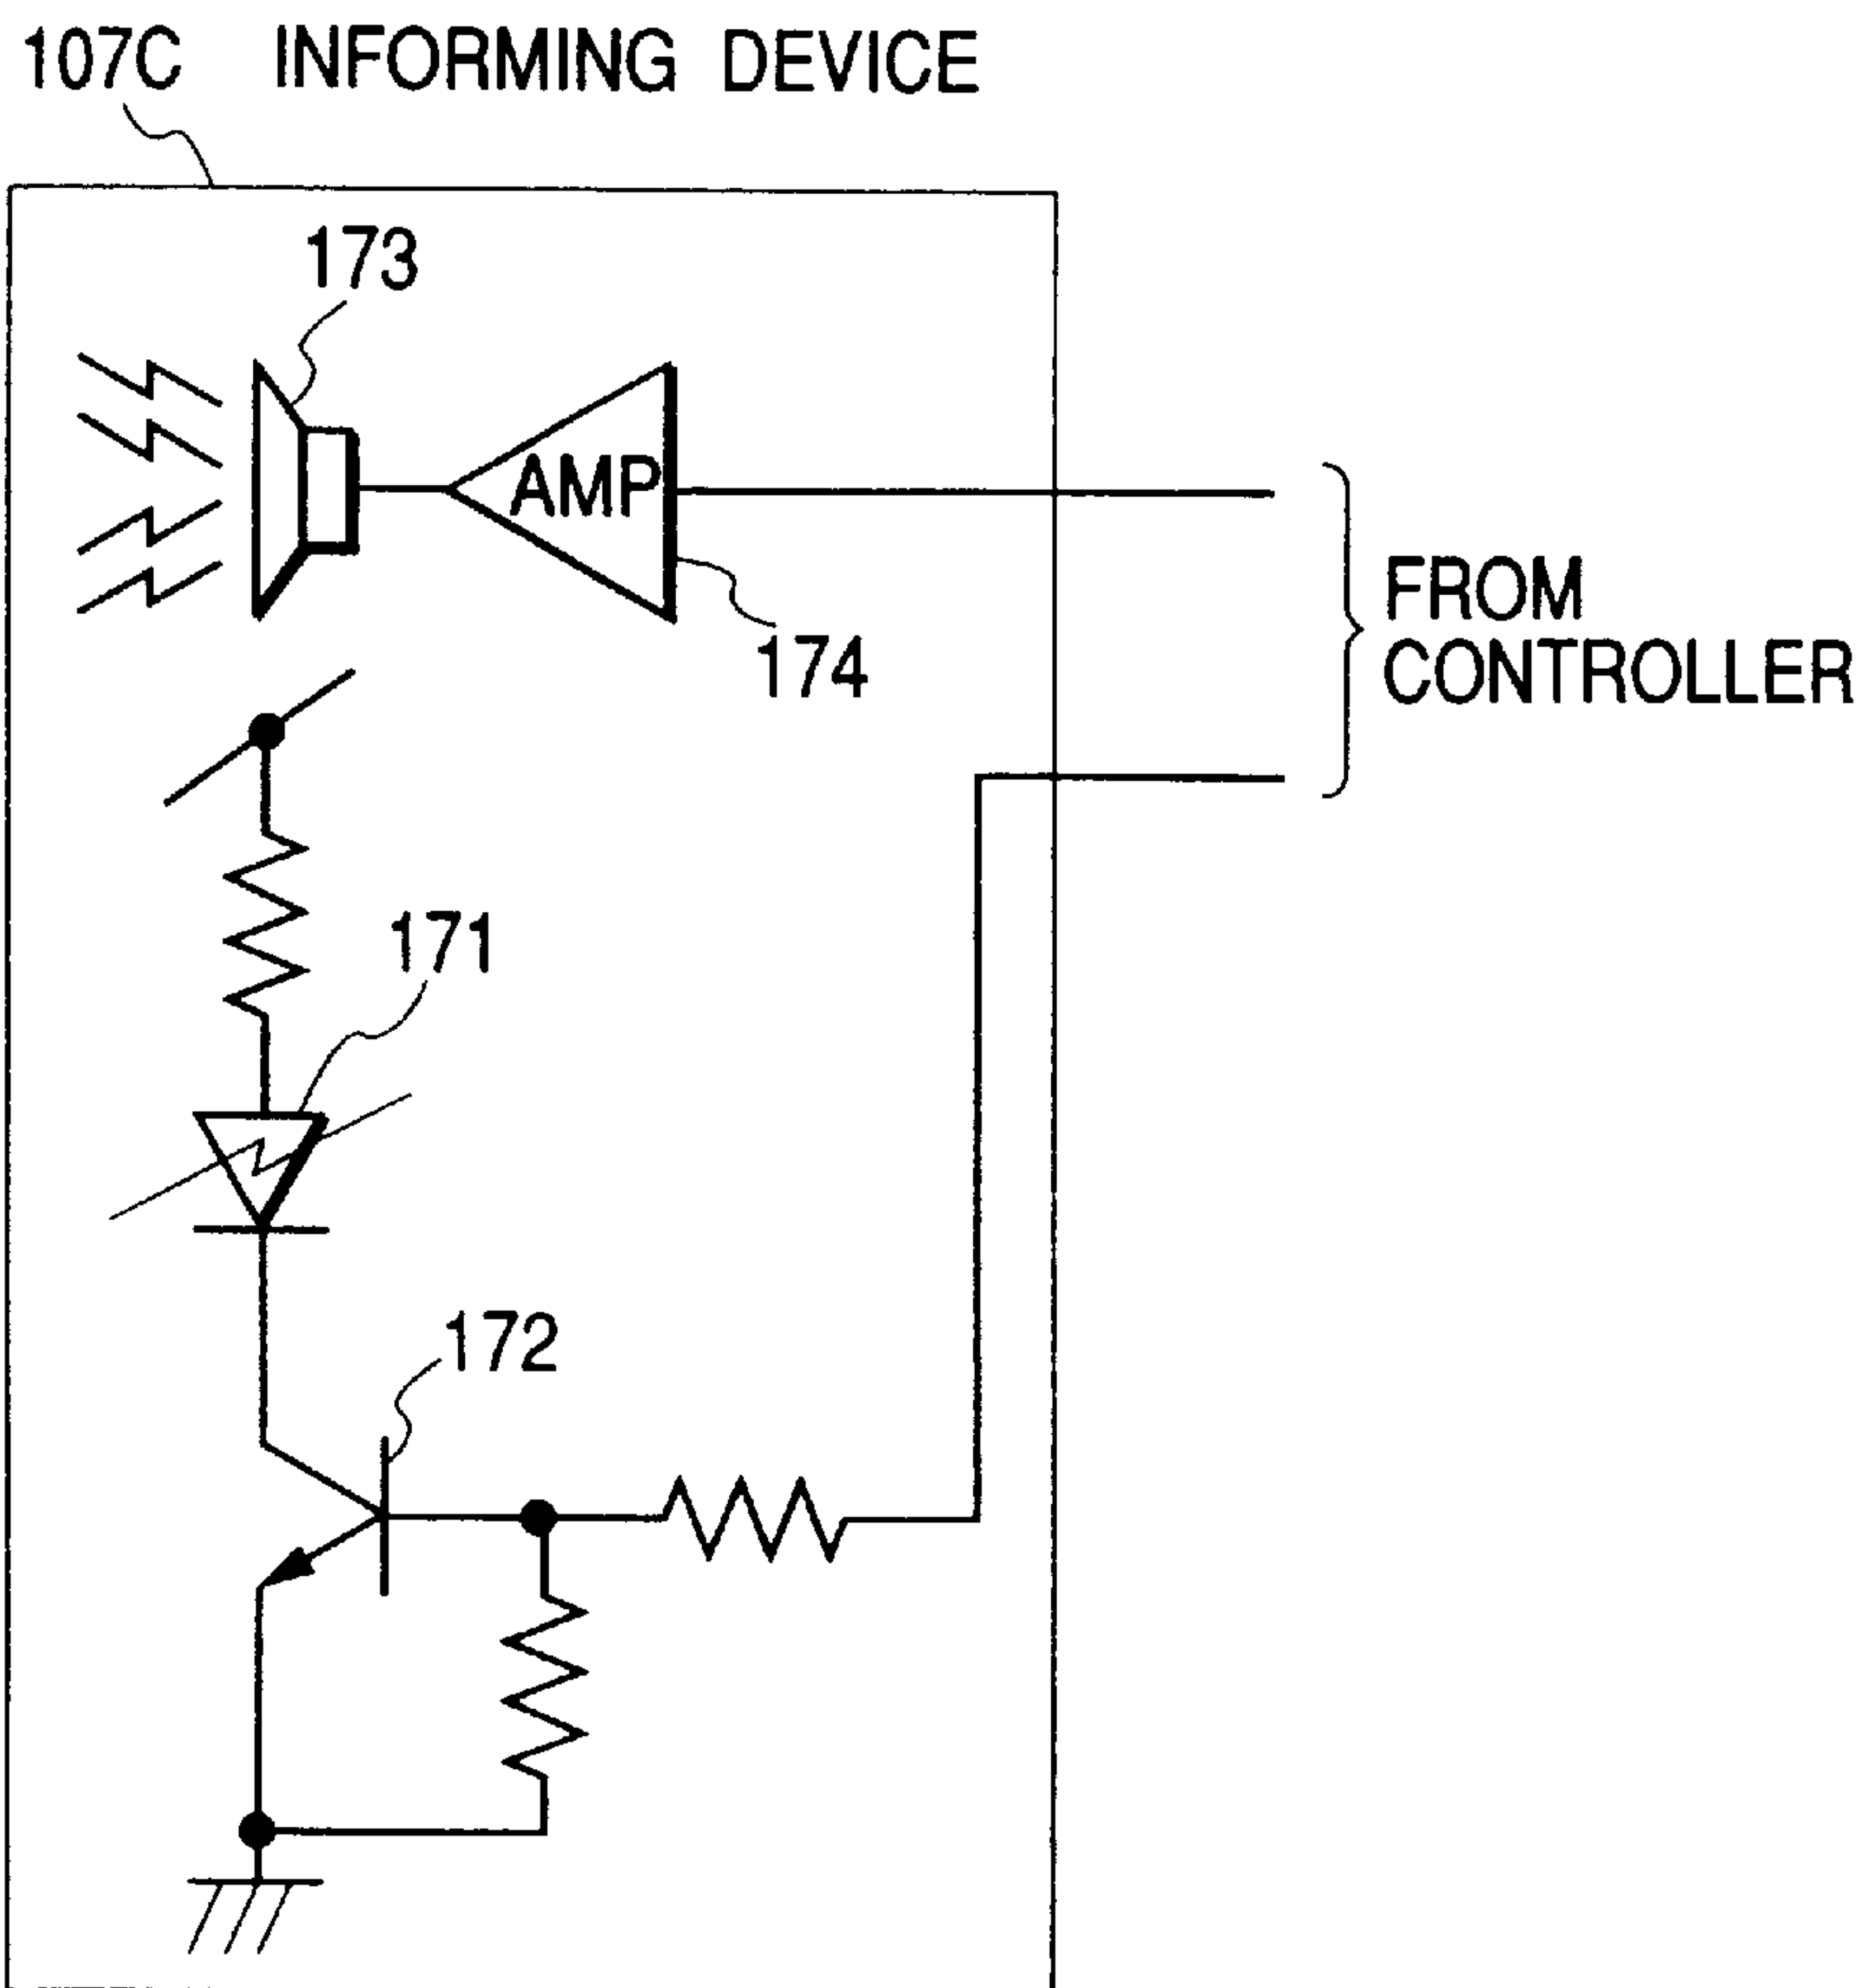 107C INFORMING DEVICE
173
AMP
174
FROM
CONTROLLER
171
172